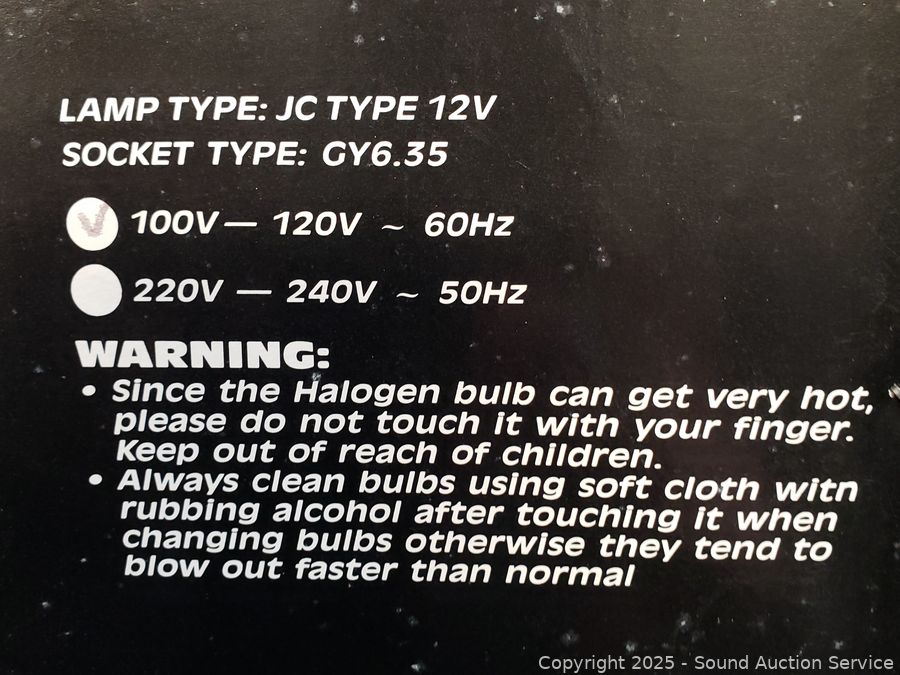 LAMP TYPE: JC TYPE 12V
SOCKET TYPE: GY6.35
V 100V — 120V ~ 60Hz
220V — 240V ~ 50Hz
WARNING:
• Since the Halogen bulb can get very hot,
please do not touch it with your finger.
Keep out of reach of children.
• Always clean bulbs using soft cloth witn
rubbing alcohol after touching it when
changing bulbs otherwise they tend to
blow out faster than normal
Copyright 2025 - Sound Auction Service